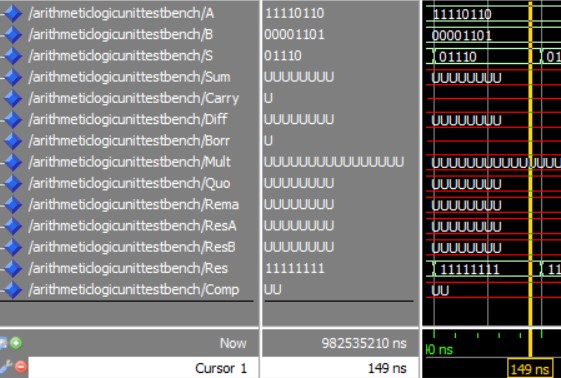 /arithmeticlogicunittestbench/A 11110110 11110110
/arithmeticlogicunittestbench/B 00001101 00001101
/arithmeticlogicunittestbench/S 01110 01110 01
/arithmeticlogicunittestbench/Sum UUUUUUUU UUUUUUUU
/arithmeticlogicunittestbench/Carry U
/arithmeticlogicunittestbench/Diff UUUUUUUU UUUUUUUU
/arithmeticlogicunittestbench/Borr U
/arithmeticlogicunittestbench/Mult UUUUUUUUUUUUUUUU UUUUUUUUUUUUUUUU
/arithmeticlogicunittestbench/Quo UUUUUUUU UUUUUUUU
/arithmeticlogicunittestbench/Rema UUUUUUUU UUUUUUUU
/arithmeticlogicunittestbench/ResA UUUUUUUU UUUUUUUU
/arithmeticlogicunittestbench/ResB UUUUUUUU UUUUUUUU
/arithmeticlogicunittestbench/Res 11111111 11111111 11
/arithmeticlogicunittestbench/Comp UU UU
Now 982535210 ns 0 ns
Cursor 1 149 ns 149 ns